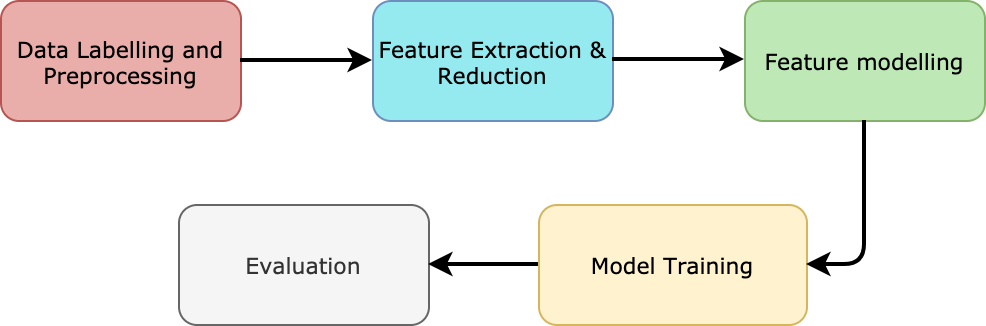 Data Labelling and
Preprocessing
Feature Extraction &
Reduction
Feature modelling
Model Training
Evaluation